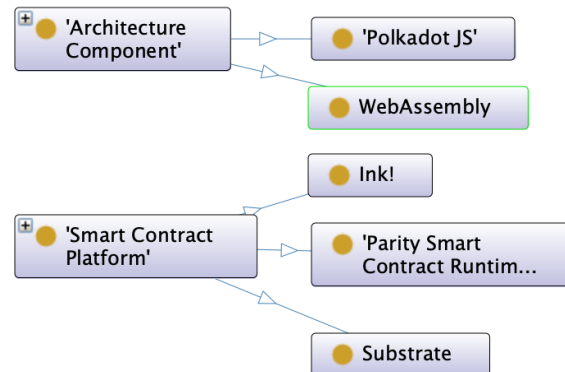 'Architecture
Component'
'Polkadot JS'
WebAssembly
Ink!
'Smart Contract
Platform'
'Parity Smart
Contract Runtim...
Substrate